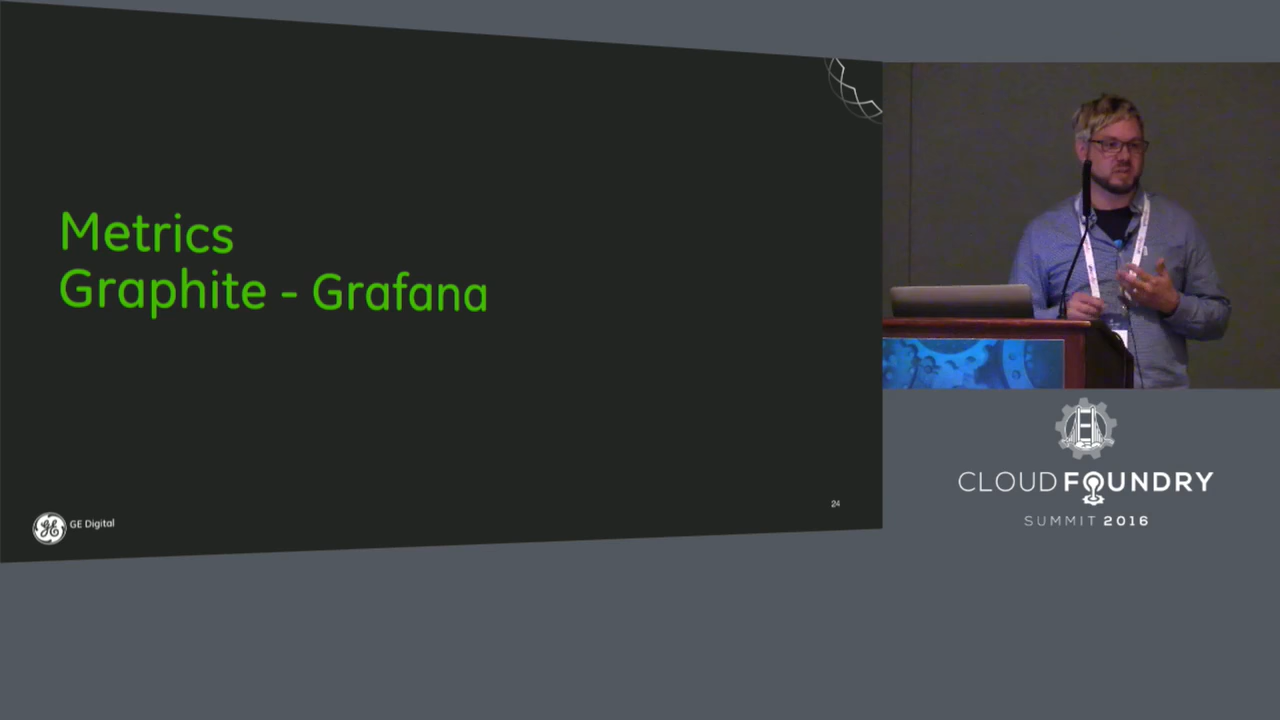 Metrics
Graphite - Grafana
24
GE Digital
CLOUD FOUNDRY
SUMMIT 2016